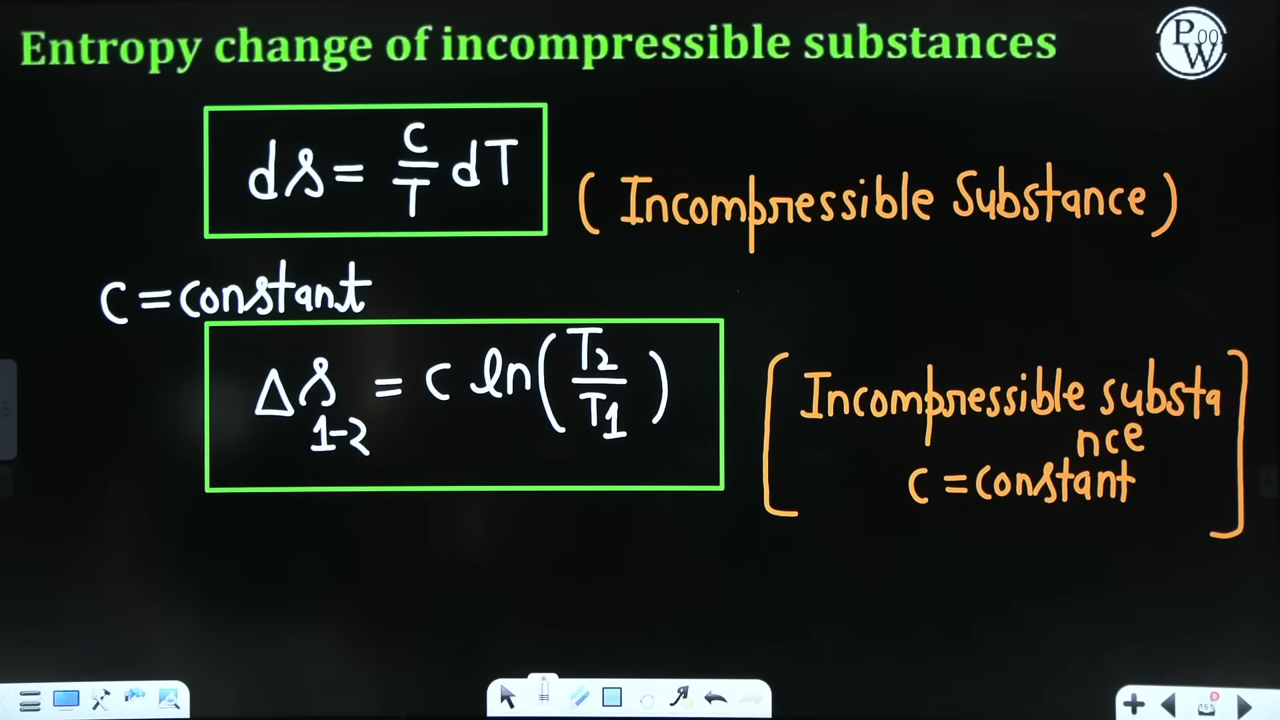 Entropy change of incompressible substances
PW
ds = C/T dT
(Incompressible Substance)
C = constant
Δs1-2 = C ln(T2/T1)
[Incompressible substa
nce
C = constant]